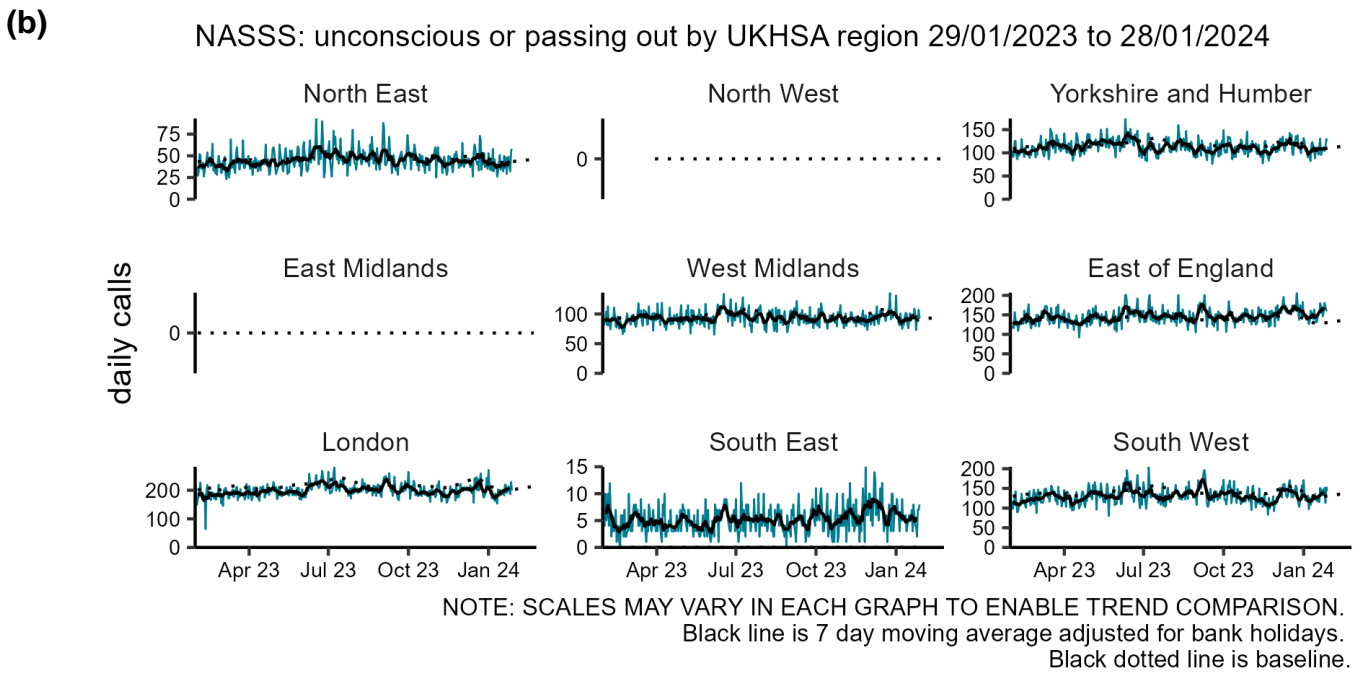 (b)
NASSS: unconscious or passing out by UKHSA region 29/01/2023 to 28/01/2024
daily calls
North East
75
50
25
0
North West
0
Yorkshire and Humber
150
100
50
0
East Midlands
0
West Midlands
100
50
0
East of England
200
150
100
50
0
London
200
100
0
Apr 23 Jul 23 Oct 23 Jan 24
South East
15
10
5
0
Apr 23 Jul 23 Oct 23 Jan 24
South West
200
150
100
50
0
Apr 23 Jul 23 Oct 23 Jan 24
NOTE: SCALES MAY VARY IN EACH GRAPH TO ENABLE TREND COMPARISON.
Black line is 7 day moving average adjusted for bank holidays.
Black dotted line is baseline.